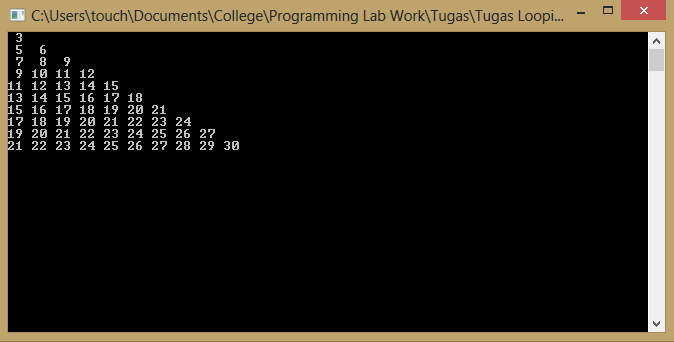 C:\Users\touch\Documents\College\Programming Lab Work\Tugas\Tugas Loopi...
3
5 6
7 8 9
9 10 11 12
11 12 13 14 15
13 14 15 16 17 18
15 16 17 18 19 20 21
17 18 19 20 21 22 23 24
19 20 21 22 23 24 25 26 27
21 22 23 24 25 26 27 28 29 30